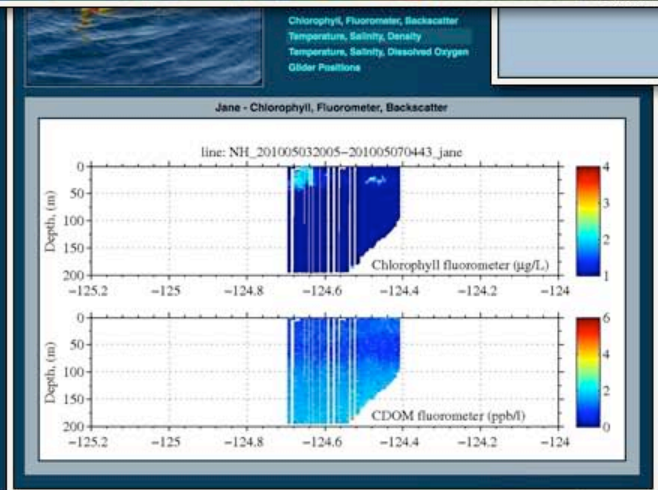 Chlorophyll, Fluorometer, Backscatter
Temperature, Salinity, Density
Temperature, Salinity, Dissolved Oxygen
Glider Positions
Jane - Chlorophyll, Fluorometer, Backscatter
line: NH_201005032005-201005070443_jane
Depth, (m)
0
50
100
150
200
Chlorophyll fluorometer (µg/L)
−125.2 −125 −124.8 −124.6 −124.4 −124.2 −124
4
3
2
1
Depth, (m)
0
50
100
150
200
CDOM fluorometer (ppb/l)
−125.2 −125 −124.8 −124.6 −124.4 −124.2 −124
6
4
2
0